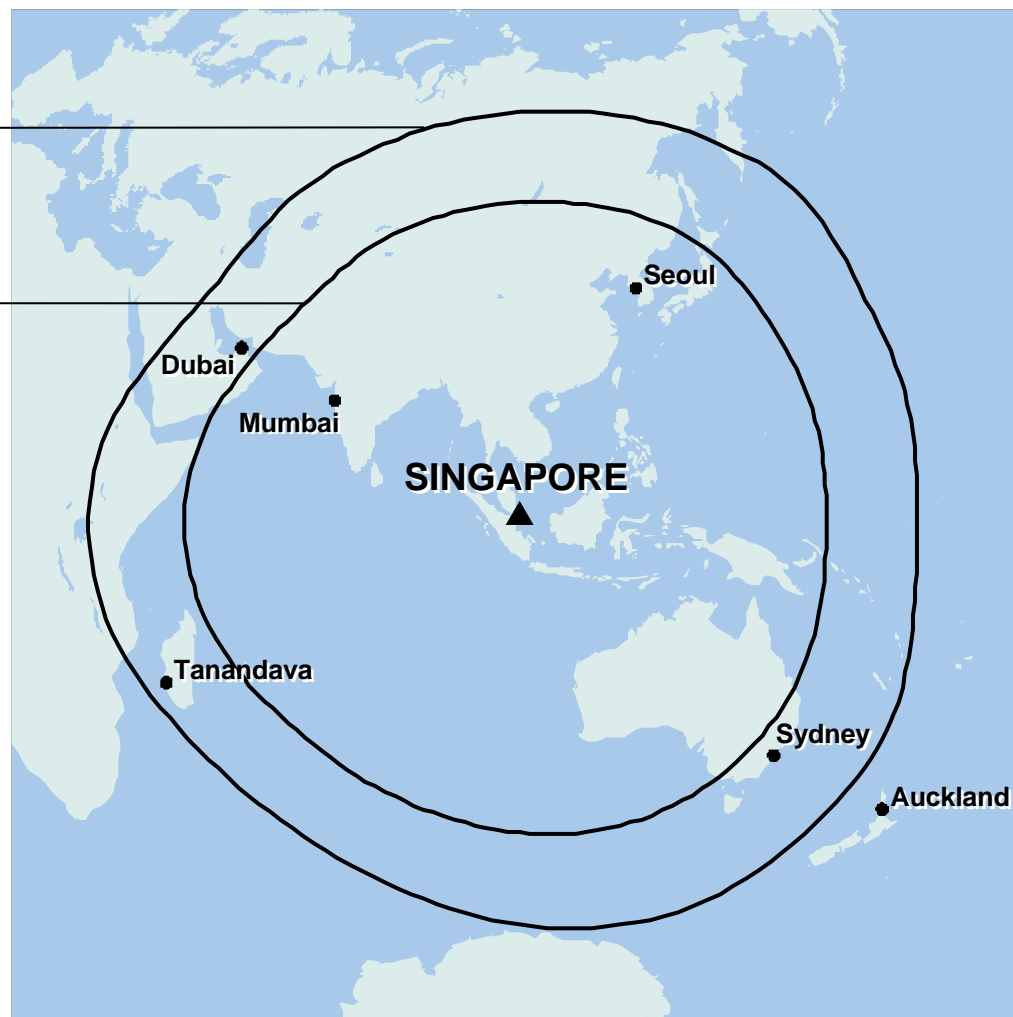 Seoul
Dubai
Mumbai
SINGAPORE
Tanandava
Sydney
Auckland